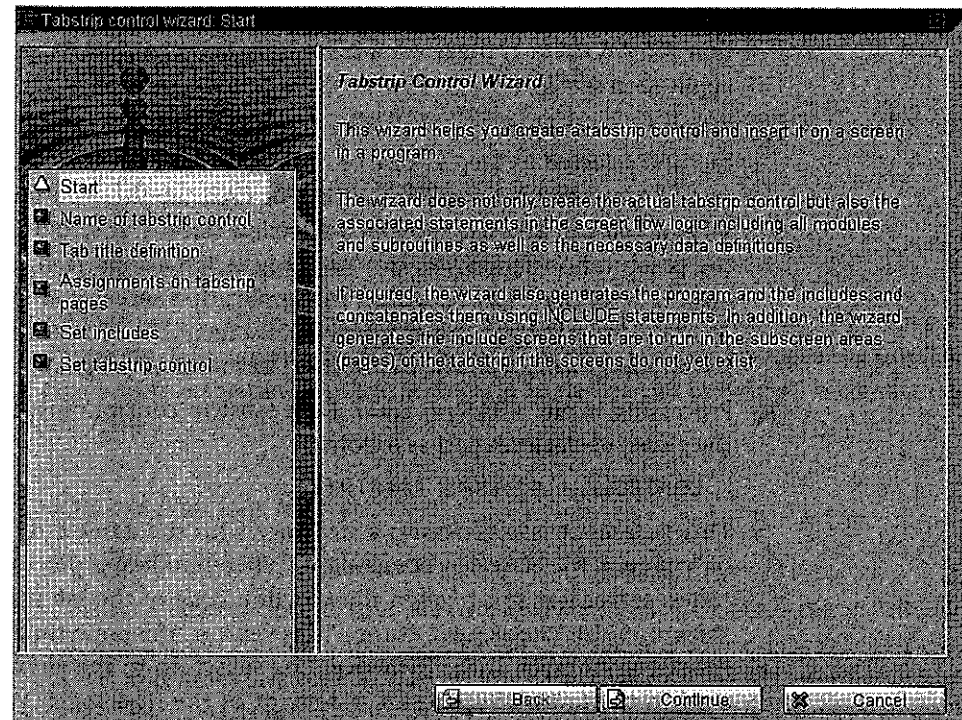 Tabstrip control wizard: Start
Start
Name of tabstrip control
Tab title definition
Assignments on tabstrip
pages
Set includes
Set tabstrip control
Tabstrip Control Wizard
This wizard helps you create a tabstrip control and insert it on a screen
in a program.
The wizard does not only create the actual tabstrip control but also the
associated statements in the screen flow logic including all modules
and subroutines as well as the necessary data definitions.
If required, the wizard also generates the program and the includes and
concatenates them using INCLUDE statements. In addition, the wizard
generates the include screens that are to run in the subscreen areas
(pages) of the tabstrip if the screens do not yet exist.
Back
Continue
Cancel